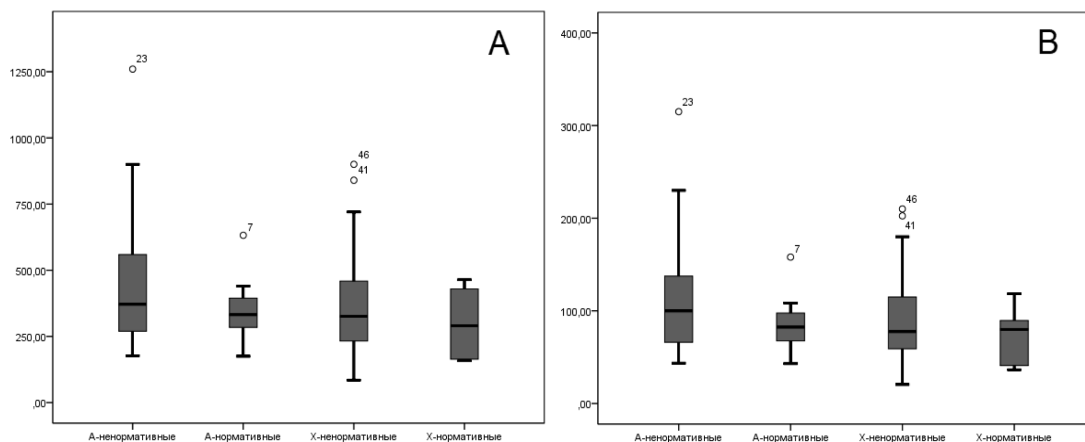 A
1250,00
1000,00
750,00
500,00
250,00
,00
23
7
46
41
А-ненормативные
А-нормативные
Х-ненормативные
Х-нормативные
B
400,00
300,00
200,00
100,00
,00
23
7
46
41
А-ненормативные
А-нормативные
Х-ненормативные
Х-нормативные